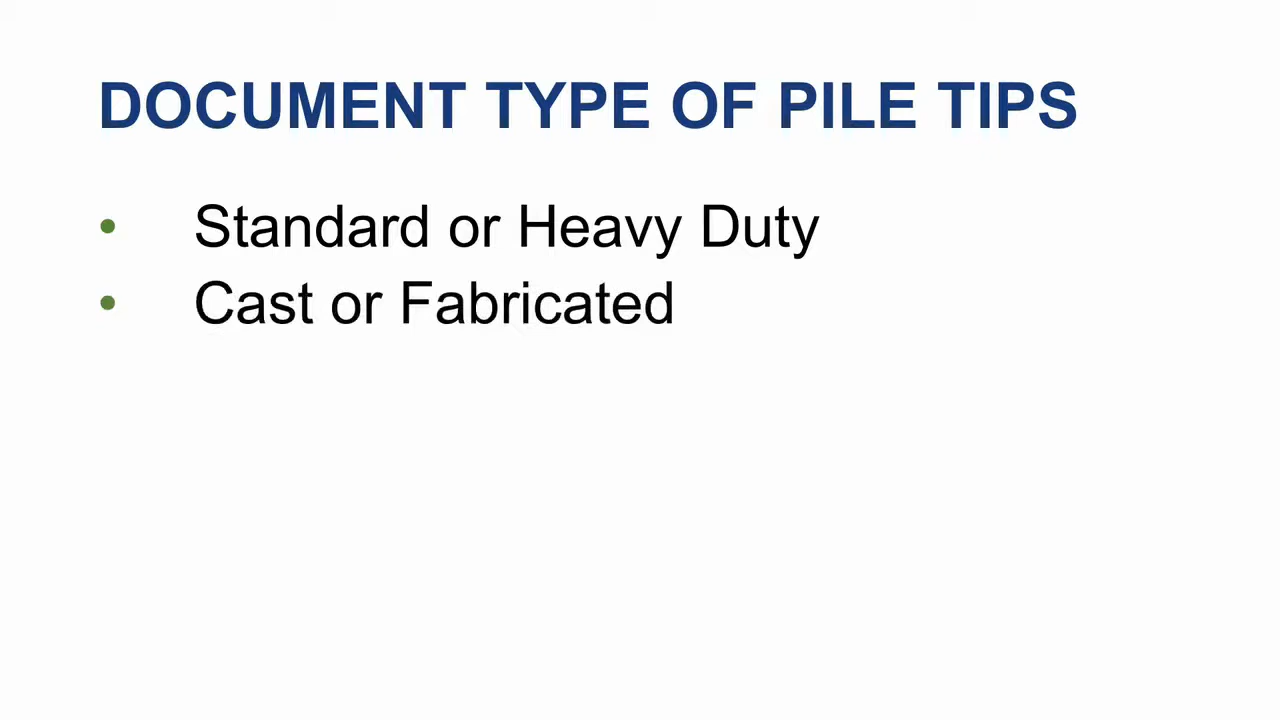 DOCUMENT TYPE OF PILE TIPS
• Standard or Heavy Duty
• Cast or Fabricated